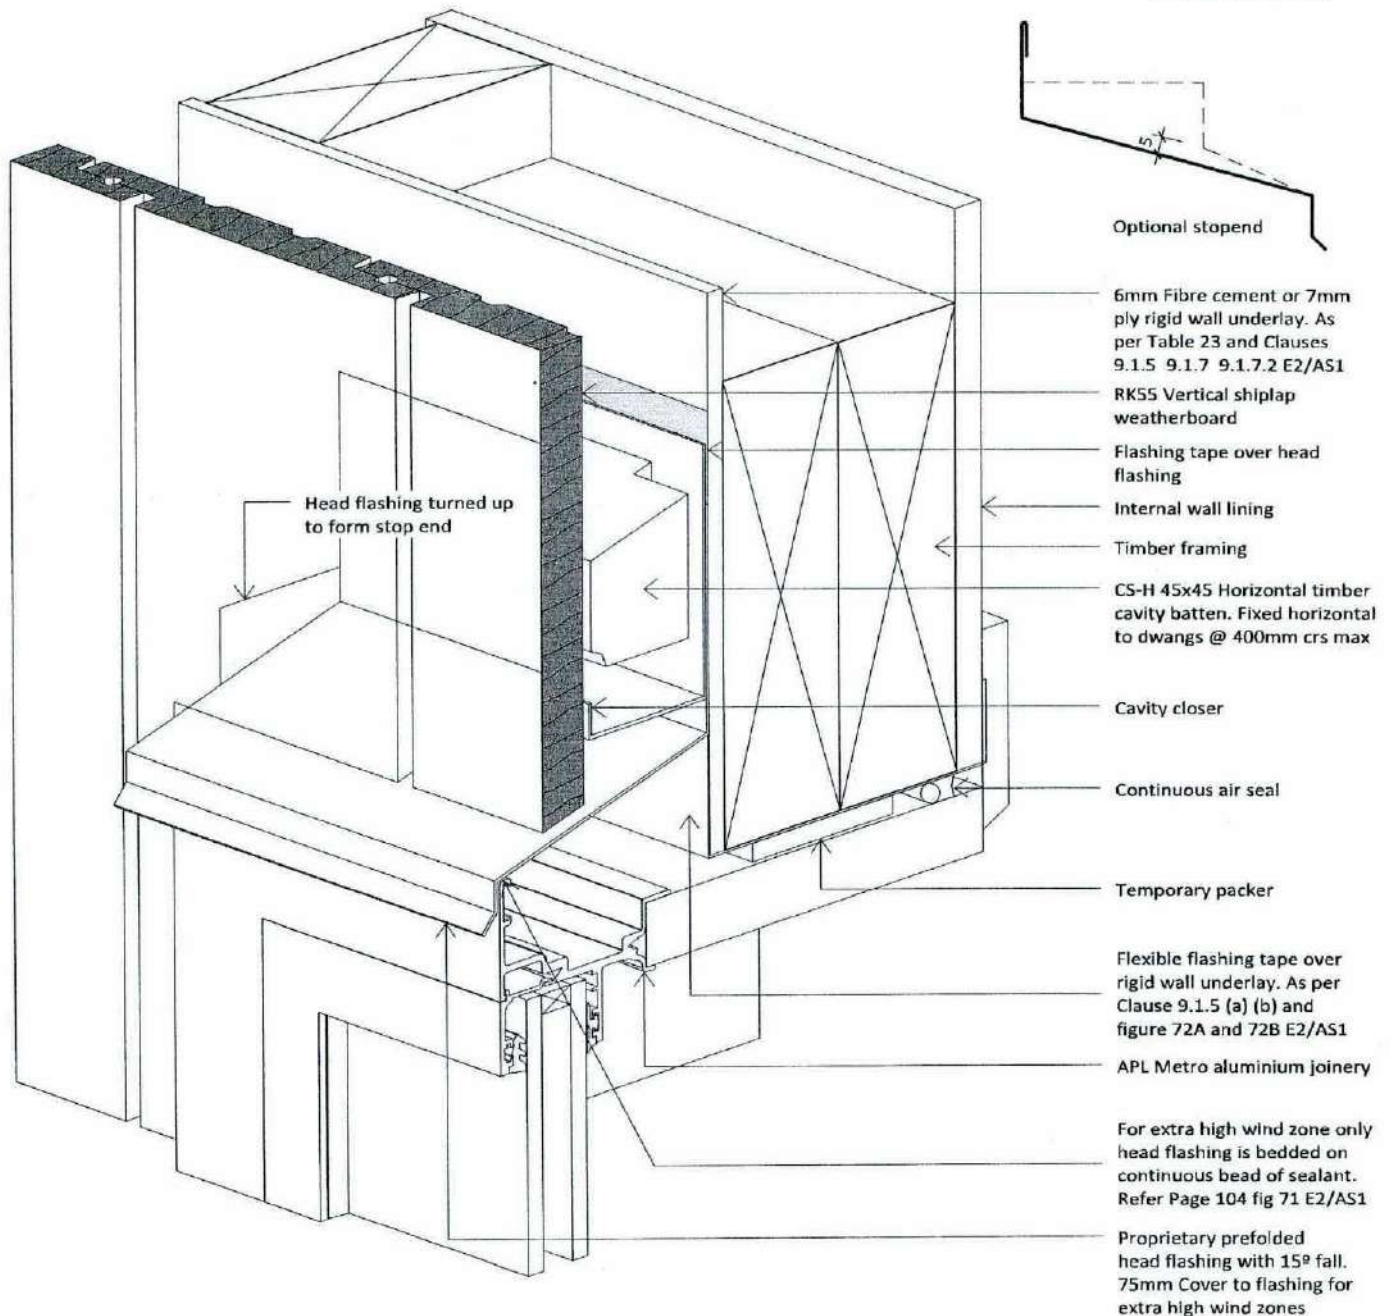 5
Optional stopend
6mm Fibre cement or 7mm
ply rigid wall underlay. As
per Table 23 and Clauses
9.1.5 9.1.7 9.1.7.2 E2/AS1
RK55 Vertical shiplap
weatherboard
Flashing tape over head
flashing
Head flashing turned up
to form stop end
Internal wall lining
Timber framing
CS-H 45x45 Horizontal timber
cavity batten. Fixed horizontal
to dwangs @ 400mm crs max
Cavity closer
Continuous air seal
Temporary packer
Flexible flashing tape over
rigid wall underlay. As per
Clause 9.1.5 (a) (b) and
figure 72A and 72B E2/AS1
APL Metro aluminium joinery
For extra high wind zone only
head flashing is bedded on
continuous bead of sealant.
Refer Page 104 fig 71 E2/AS1
Proprietary prefolded
head flashing with 15º fall.
75mm Cover to flashing for
extra high wind zones